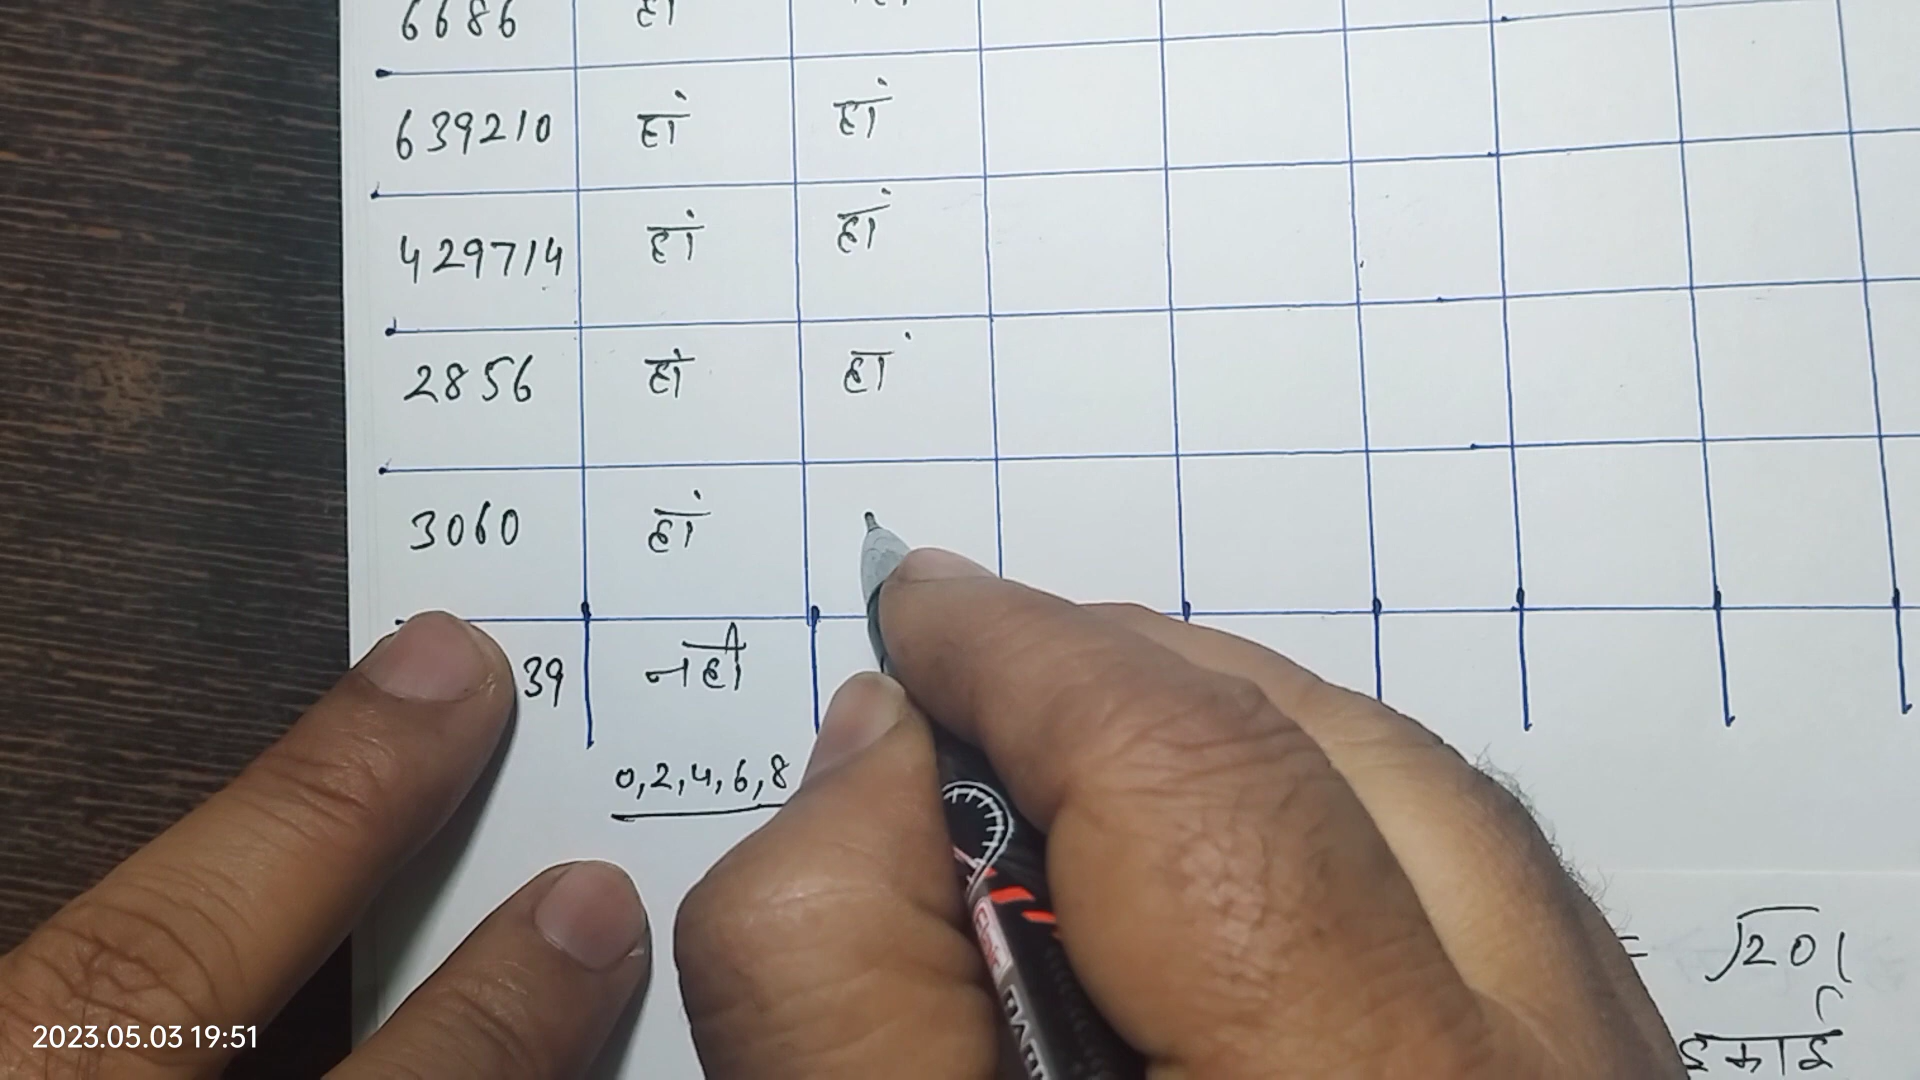 6686 हां
639210 हां हां
429714 हां हां
2856 हां हां
3060 हां
39 नहीं
0,2,4,6,8
= √201
इकाई
2023.05.03 19:51